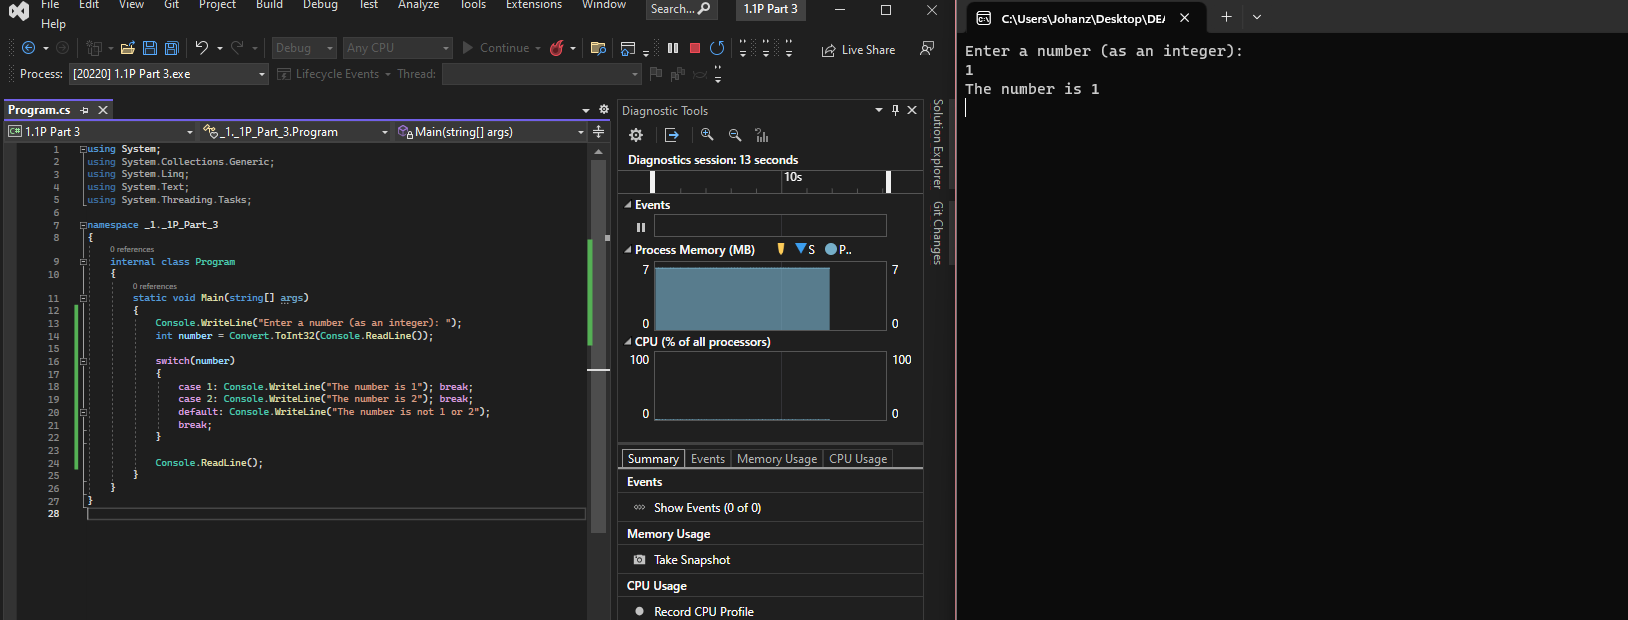 File Edit View Git Project Build Debug Test Analyze Tools Extensions Window Search... 1.1P Part 3
Help
Debug Any CPU Continue Live Share
Process: [20220] 1.1P Part 3.exe Lifecycle Events Thread:
Program.cs
C# 1.1P Part 3 _1._1P_Part_3.Program Main(string[] args)
1 using System;
2 using System.Collections.Generic;
3 using System.Linq;
4 using System.Text;
5 using System.Threading.Tasks;
6
7 namespace _1._1P_Part_3
8 {
0 references
9 internal class Program
10 {
0 references
11 static void Main(string[] args)
12 {
13 Console.WriteLine("Enter a number (as an integer): ");
14 int number = Convert.ToInt32(Console.ReadLine());
15
16 switch(number)
17 {
18 case 1: Console.WriteLine("The number is 1"); break;
19 case 2: Console.WriteLine("The number is 2"); break;
20 default: Console.WriteLine("The number is not 1 or 2");
21 break;
22 }
23
24 Console.ReadLine();
25 }
26 }
27 }
28
Diagnostic Tools
Diagnostics session: 13 seconds
10s
Events
Process Memory (MB) S P..
7 7
0 0
CPU (% of all processors)
100 100
0 0
Summary Events Memory Usage CPU Usage
Events
Show Events (0 of 0)
Memory Usage
Take Snapshot
CPU Usage
Record CPU Profile
Solution Explorer
Git Changes
C:\Users\Johanz\Desktop\DEA
Enter a number (as an integer):
1
The number is 1